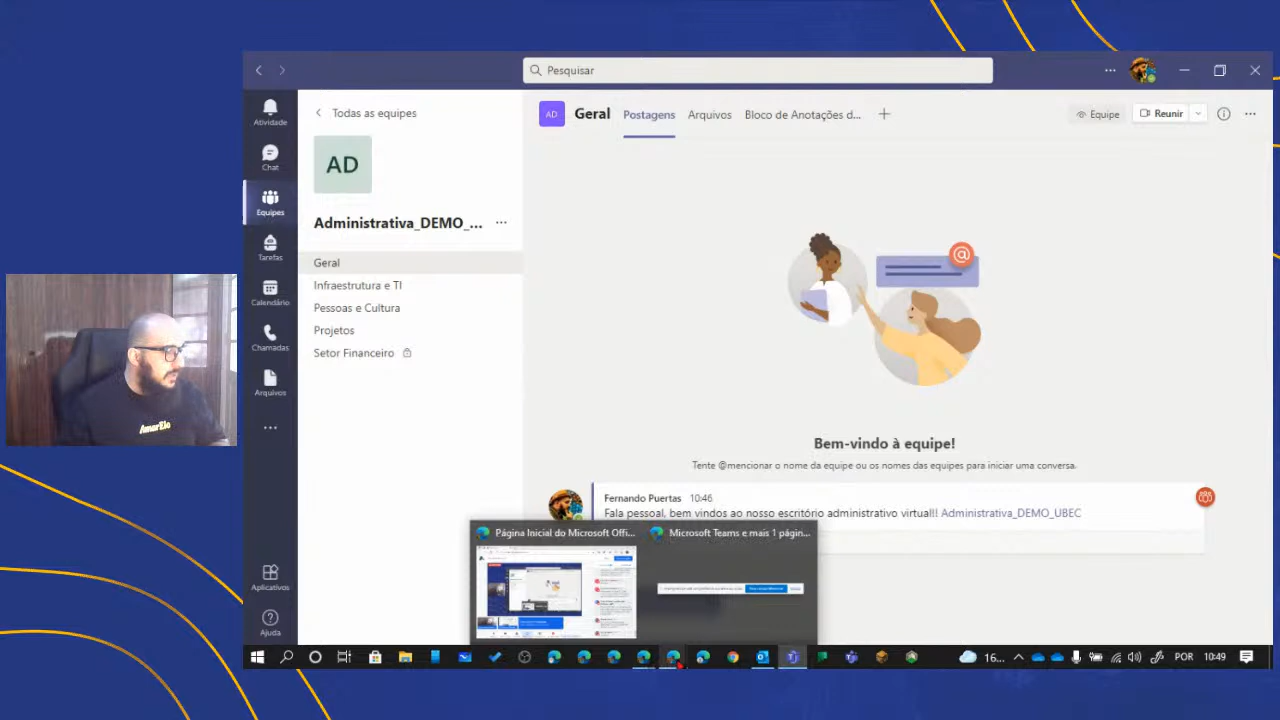 Pesquisar
Atividade
Chat
Equipes
Tarefas
Calendário
Chamadas
Arquivos
Aplicativos
Ajuda
Todas as equipes
AD
Administrativa_DEMO_...
Geral
Infraestrutura e TI
Pessoas e Cultura
Projetos
Setor Financeiro
AD Geral Postagens Arquivos Bloco de Anotações d...
Equipe Reunir
Bem-vindo à equipe!
Tente @mencionar o nome da equipe ou os nomes das equipes para iniciar uma conversa.
Fernando Puertas 10:46
Fala pessoal, bem vindos ao nosso escritório administrativo virtual!! Administrativa_DEMO_UBEC
Página Inicial do Microsoft Offi...
Microsoft Teams e mais 1 págin...
16... POR 10:49
AmarElo